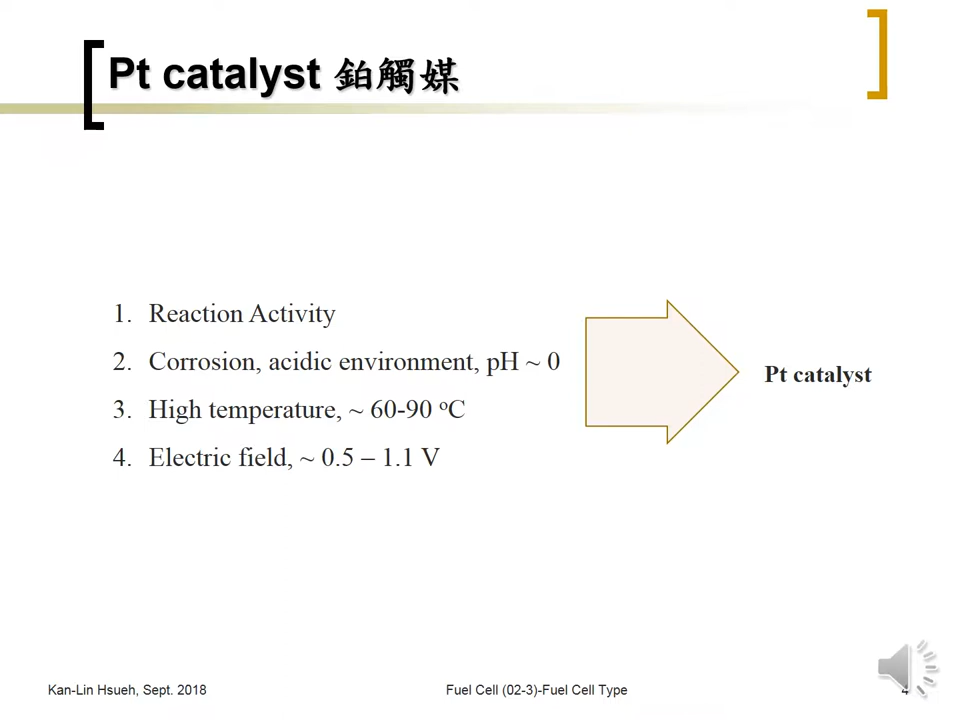 Pt catalyst 鉑觸媒
1. Reaction Activity
2. Corrosion, acidic environment, pH ~ 0
3. High temperature, ~ 60-90 ºC
4. Electric field, ~ 0.5 – 1.1 V
Pt catalyst
Kan-Lin Hsueh, Sept. 2018
Fuel Cell (02-3)-Fuel Cell Type
4